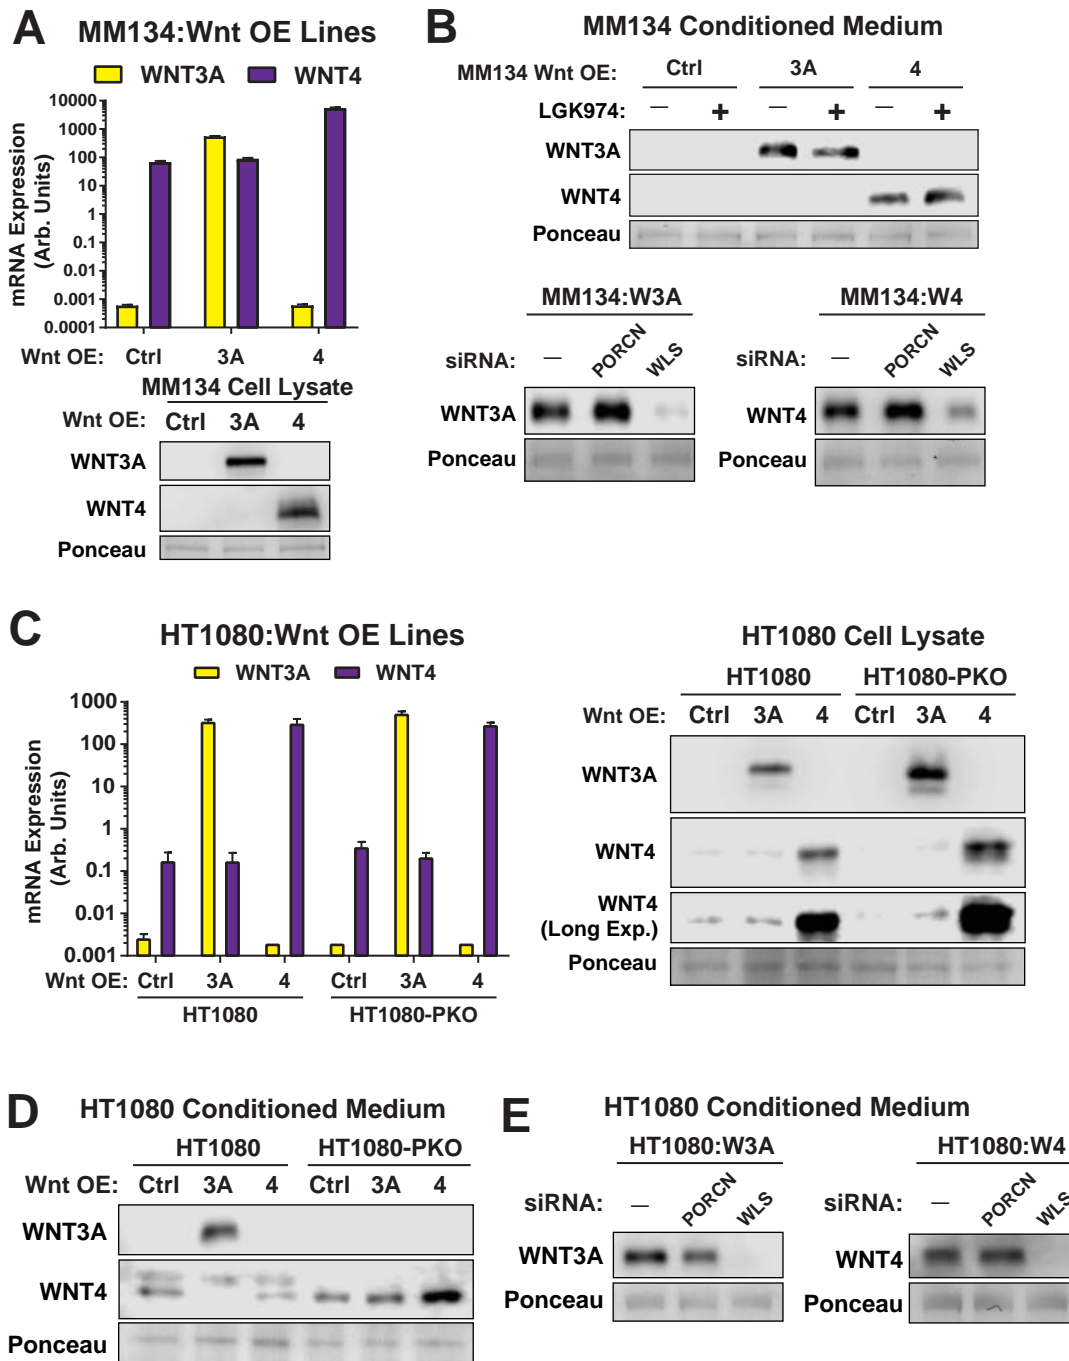 A MM134:Wnt OE Lines
WNT3A WNT4
mRNA Expression
(Arb. Units)
10000
1000
100
10
1
0.1
0.01
0.001
0.0001
Wnt OE: Ctrl 3A 4
MM134 Cell Lysate
Wnt OE: Ctrl 3A 4
WNT3A
WNT4
Ponceau
B MM134 Conditioned Medium
MM134 Wnt OE: Ctrl 3A 4
LGK974: — + — + — +
WNT3A
WNT4
Ponceau
MM134:W3A
siRNA: — PORCN WLS
WNT3A
Ponceau
MM134:W4
siRNA: — PORCN WLS
WNT4
Ponceau
C HT1080:Wnt OE Lines
WNT3A WNT4
mRNA Expression
(Arb. Units)
1000
100
10
1
0.1
0.01
0.001
Wnt OE: Ctrl 3A 4 Ctrl 3A 4
HT1080 HT1080-PKO
HT1080 Cell Lysate
HT1080 HT1080-PKO
Wnt OE: Ctrl 3A 4 Ctrl 3A 4
WNT3A
WNT4
WNT4
(Long Exp.)
Ponceau
D HT1080 Conditioned Medium
HT1080 HT1080-PKO
Wnt OE: Ctrl 3A 4 Ctrl 3A 4
WNT3A
WNT4
Ponceau
E HT1080 Conditioned Medium
HT1080:W3A
siRNA: — PORCN WLS
WNT3A
Ponceau
HT1080:W4
siRNA: — PORCN WLS
WNT4
Ponceau